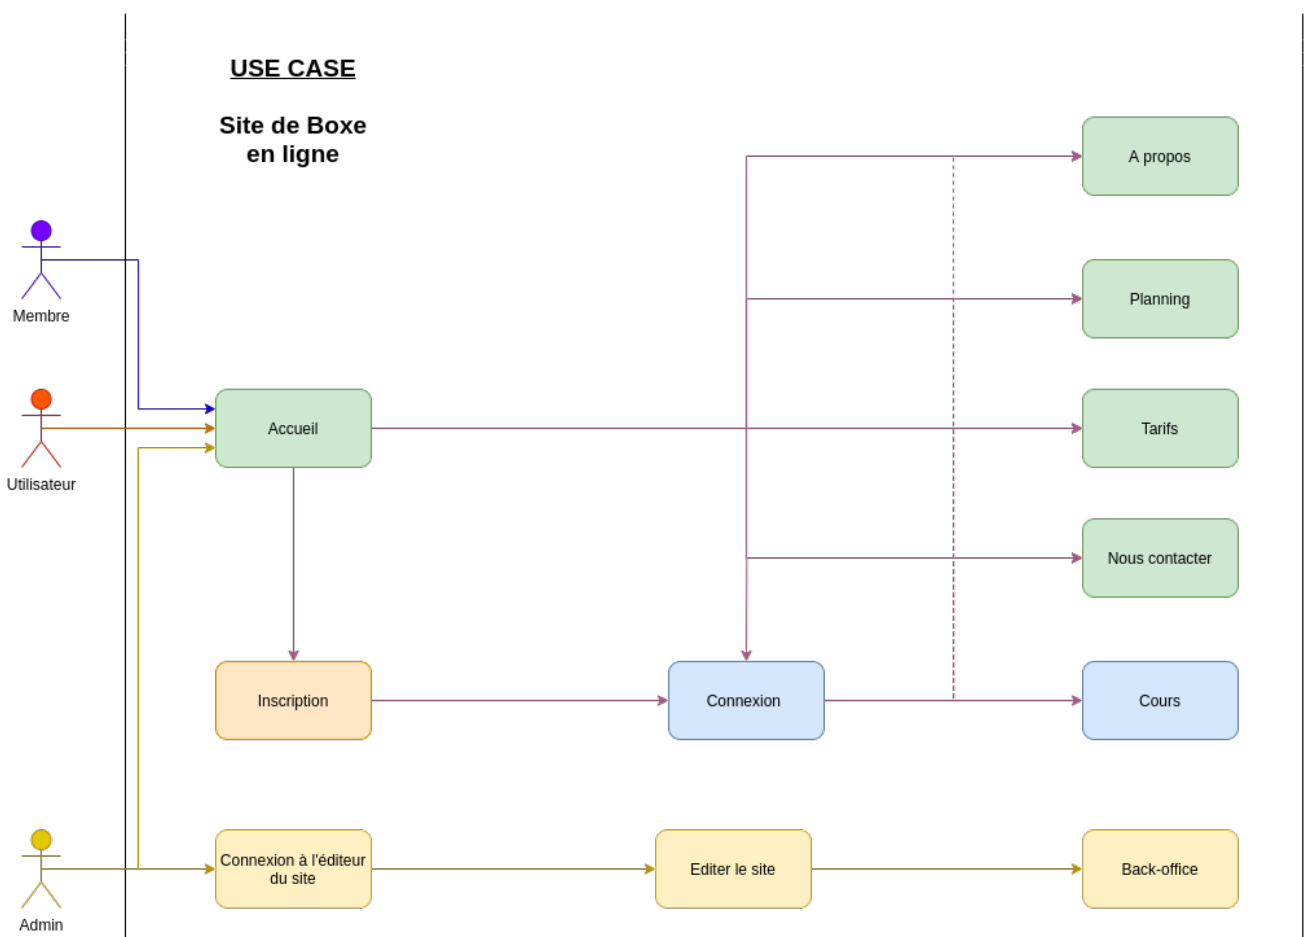 USE CASE
Site de Boxe
en ligne
A propos
Planning
Membre
Accueil
Tarifs
Utilisateur
Nous contacter
Inscription
Connexion
Cours
Connexion à l'éditeur
du site
Editer le site
Back-office
Admin